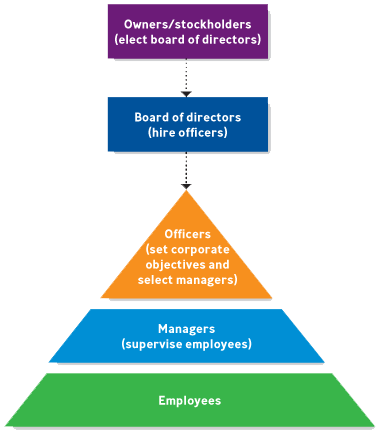 Owners/stockholders
(elect board of directors)
Board of directors
(hire officers)
Officers
(set corporate
objectives and
select managers)
Managers
(supervise employees)
Employees